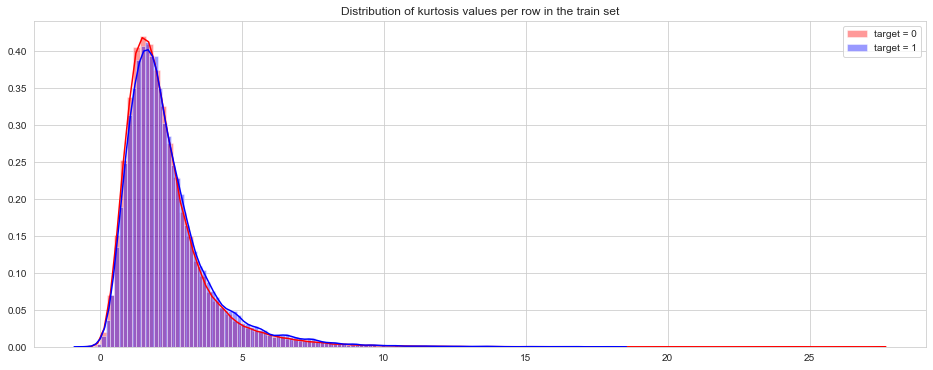 Distribution of kurtosis values per row in the train set
target = 0
target = 1
0.40
0.35
0.30
0.25
0.20
0.15
0.10
0.05
0.00
0 5 10 15 20 25